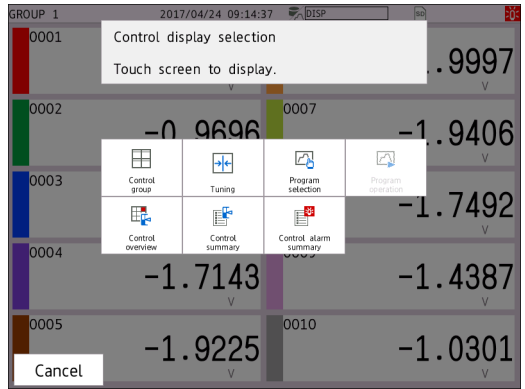 GROUP 1 2017/04/24 09:14:37 DISP SD
Control display selection
Touch screen to display.
0001
.9997
V V
0002 0007
-0.9696 -1.9406
V
Control group
Tuning
Program selection
Program operation
0003
-1.7492
V
Control overview
Control summary
Control alarm summary
0004
-1.7143 -1.4387
V V
0005 0010
-1.9225 -1.0301
V V
Cancel